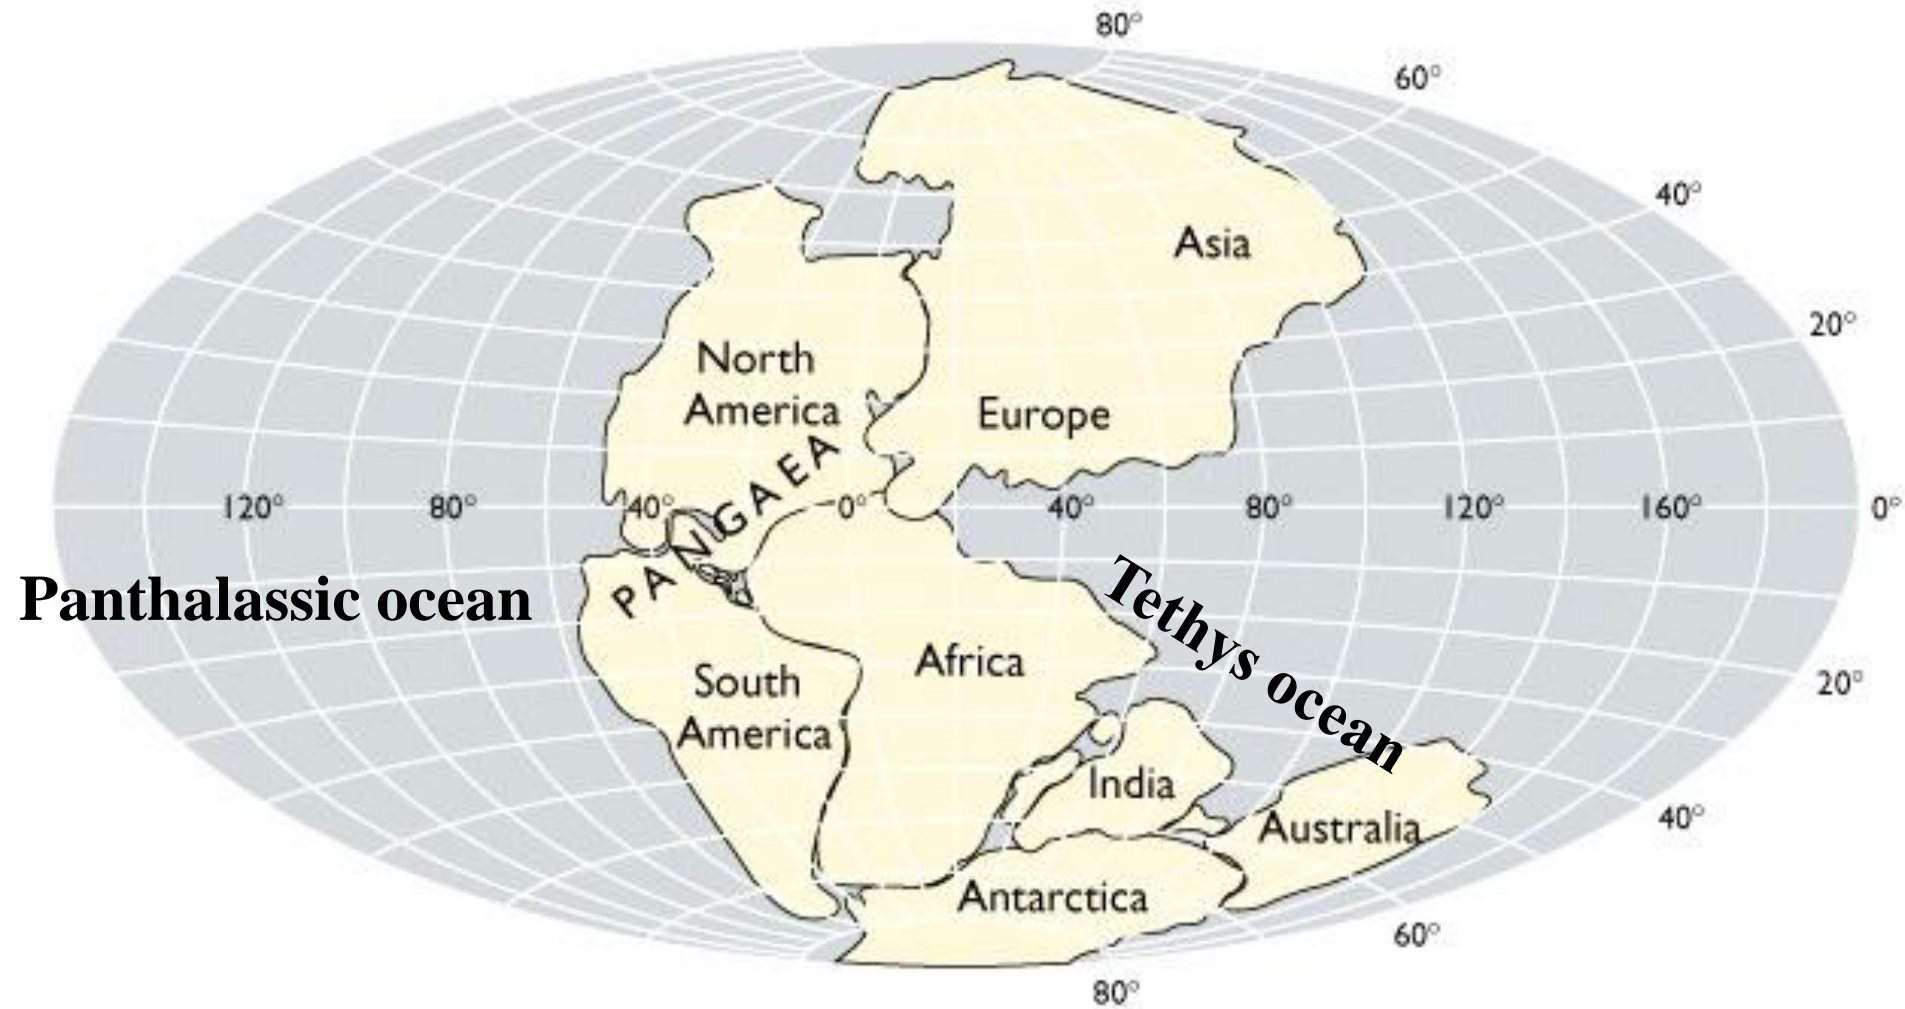 80°
60°
40°
Asia
20°
North
America
Europe
PANGAEA
120° 80° 40° 0° 40° 80° 120° 160° 0°
Panthalassic ocean
Tethys ocean
Africa
South
America
20°
India
Australia
40°
Antarctica
60°
80°